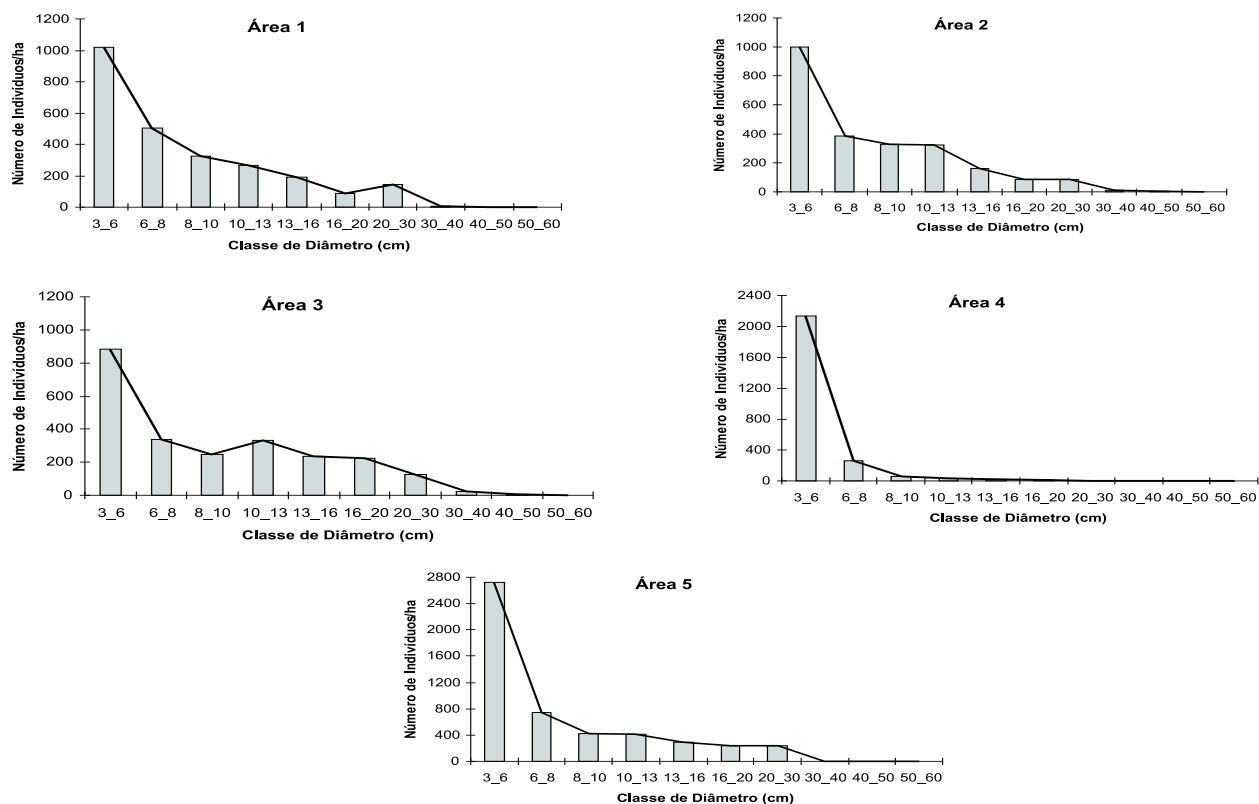 Área 1
Número de Indivíduos/ha
1200
1000
800
600
400
200
0
3_6 6_8 8_10 10_13 13_16 16_20 20_30 30_40 40_50 50_60
Classe de Diâmetro (cm)
Área 2
Número de Indivíduos/ha
1200
1000
800
600
400
200
0
3_6 6_8 8_10 10_13 13_16 16_20 20_30 30_40 40_50 50_60
Classe de Diâmetro (cm)
Área 3
Número de Indivíduos/ha
1200
1000
800
600
400
200
0
3_6 6_8 8_10 10_13 13_16 16_20 20_30 30_40 40_50 50_60
Classe de Diâmetro (cm)
Área 4
Número de Indivíduos/ha
2400
2000
1600
1200
800
400
0
3_6 6_8 8_10 10_13 13_16 16_20 20_30 30_40 40_50 50_60
Classe de Diâmetro (cm)
Área 5
Número de Indivíduos/ha
2800
2400
2000
1600
1200
800
400
0
3_6 6_8 8_10 10_13 13_16 16_20 20_30 30_40 40_50 50_60
Classe de Diâmetro (cm)